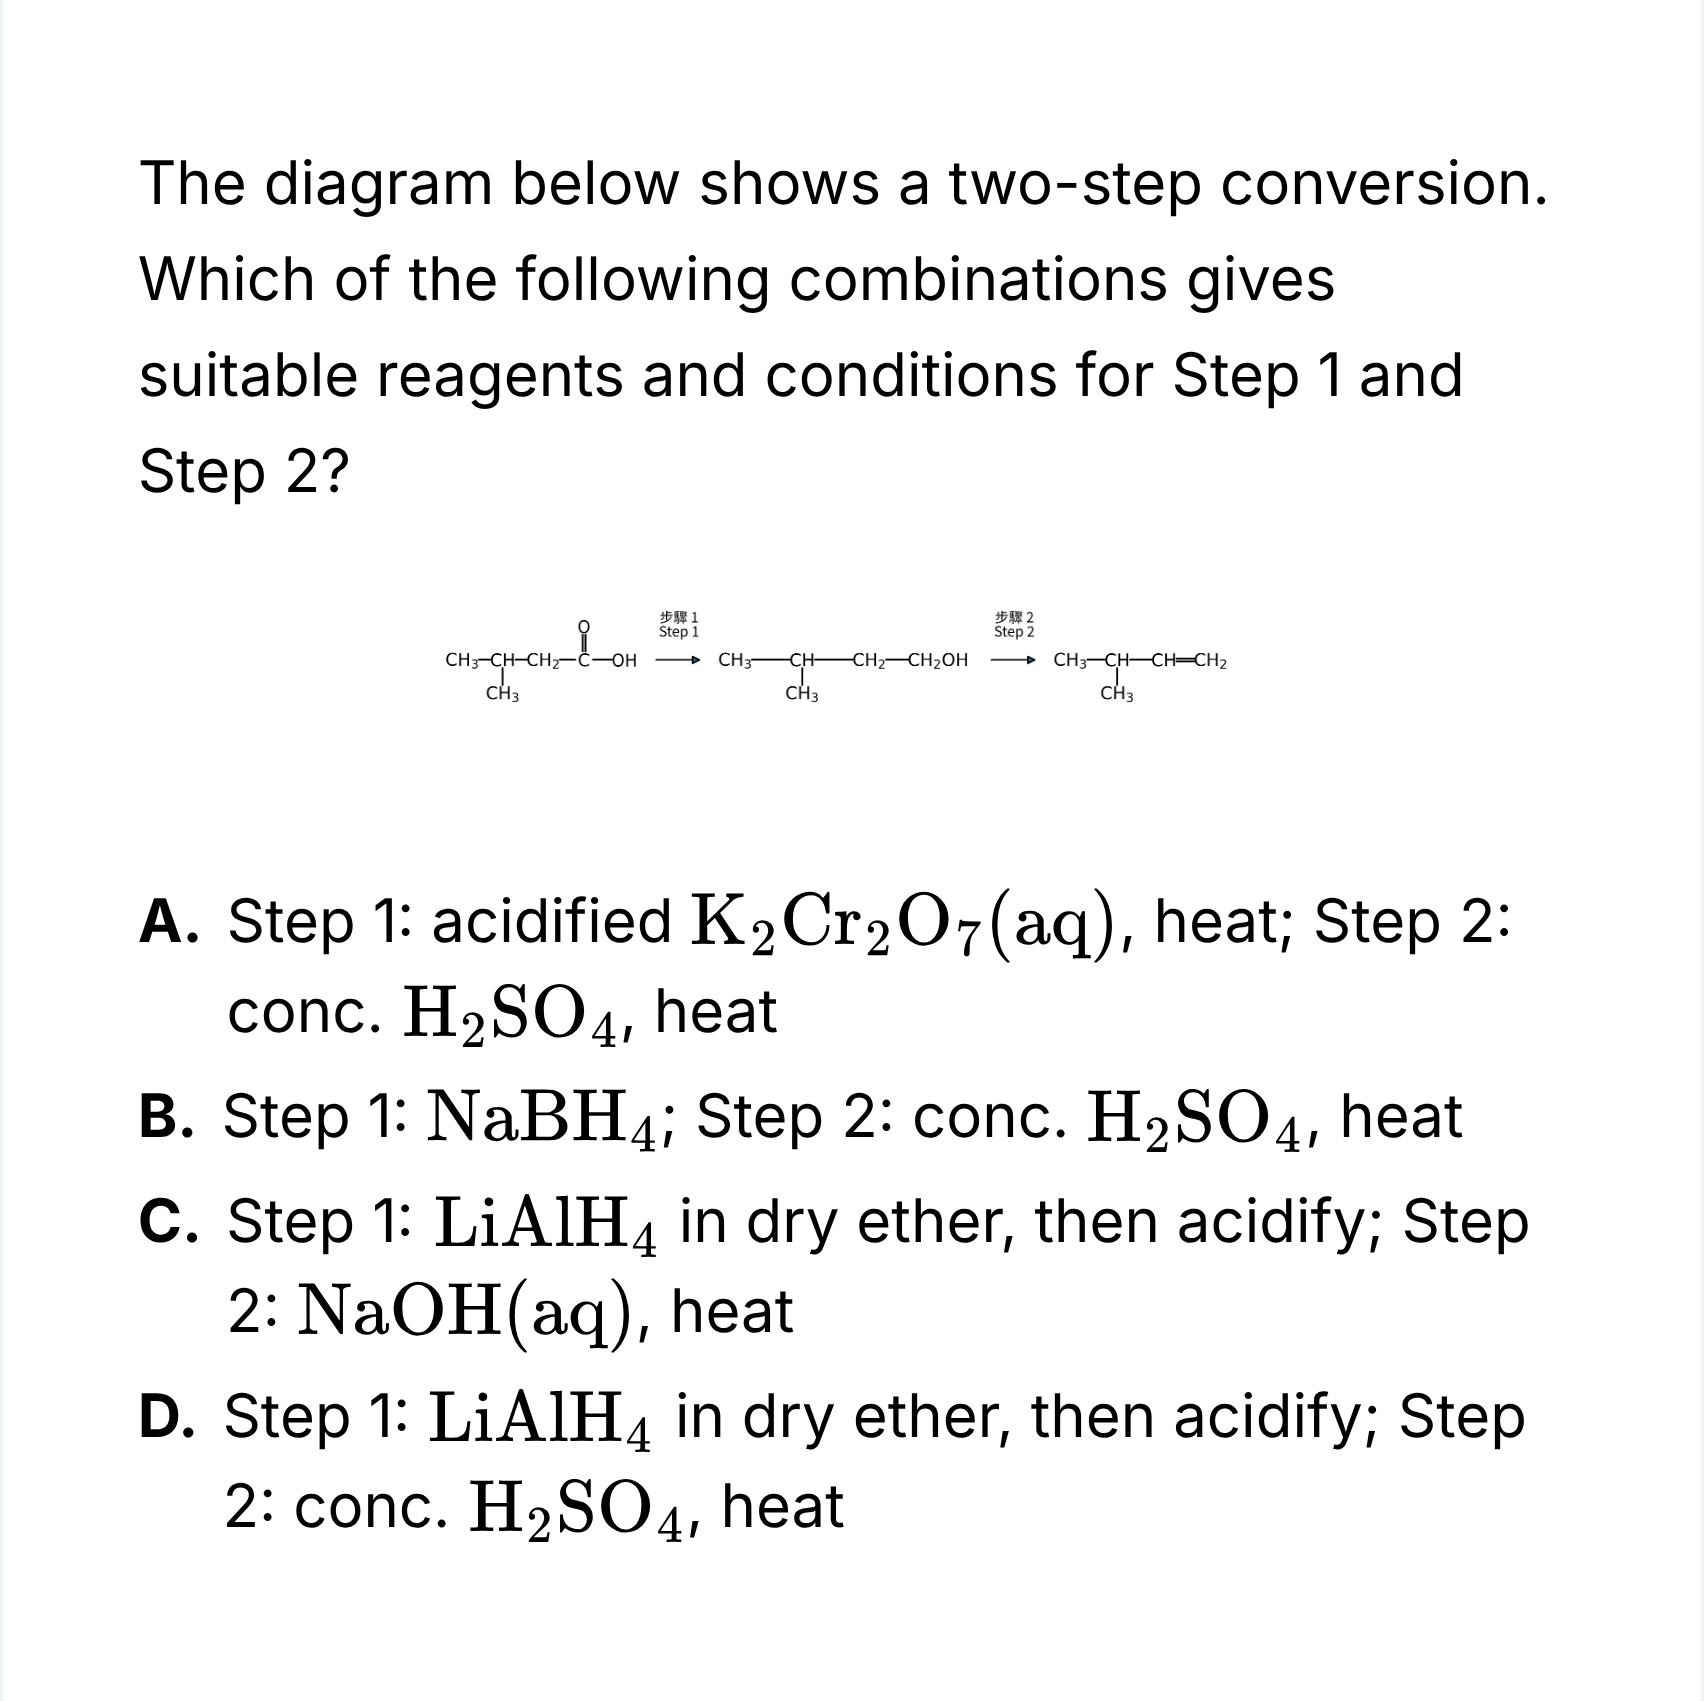 The diagram below shows a two-step conversion.
Which of the following combinations gives
suitable reagents and conditions for Step 1 and
Step 2?
步驟 1
Step 1
步驟 2
Step 2
O
CH₃—CH—CH₂—C—OH
CH₃—CH—CH₂—CH₂OH
CH₃—CH—CH=CH₂
CH₃
CH₃
CH₃
A. Step 1: acidified K₂Cr₂O₇(aq), heat; Step 2:
conc. H₂SO₄, heat
B. Step 1: NaBH₄; Step 2: conc. H₂SO₄, heat
C. Step 1: LiAlH₄ in dry ether, then acidify; Step
2: NaOH(aq), heat
D. Step 1: LiAlH₄ in dry ether, then acidify; Step
2: conc. H₂SO₄, heat